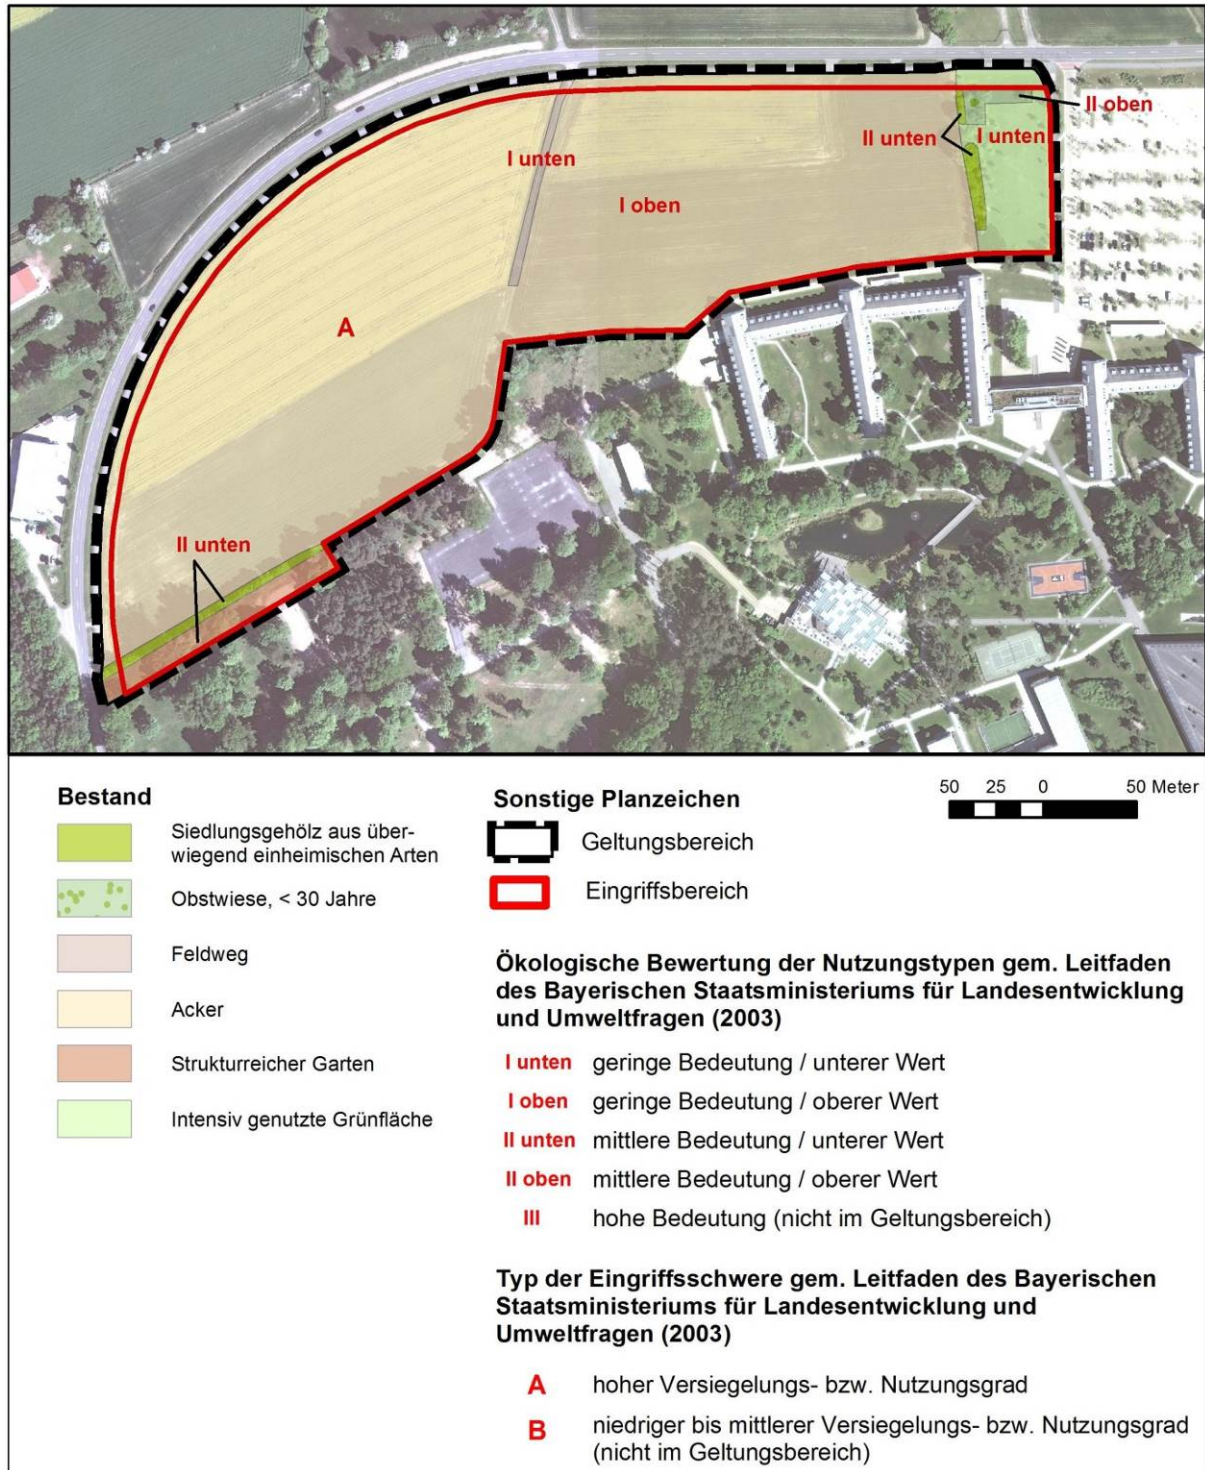 II oben
II unten
I unten
I unten
I oben
A
II unten
Bestand
Siedlungsgehölz aus über-
wiegend einheimischen Arten
Obstwiese, < 30 Jahre
Feldweg
Acker
Strukturreicher Garten
Intensiv genutzte Grünfläche
Sonstige Planzeichen
Geltungsbereich
Eingriffsbereich
50 25 0 50 Meter
Ökologische Bewertung der Nutzungstypen gem. Leitfaden
des Bayerischen Staatsministeriums für Landesentwicklung
und Umweltfragen (2003)
I unten geringe Bedeutung / unterer Wert
I oben geringe Bedeutung / oberer Wert
II unten mittlere Bedeutung / unterer Wert
II oben mittlere Bedeutung / oberer Wert
III hohe Bedeutung (nicht im Geltungsbereich)
Typ der Eingriffsschwere gem. Leitfaden des Bayerischen
Staatsministeriums für Landesentwicklung und
Umweltfragen (2003)
A hoher Versiegelungs- bzw. Nutzungsgrad
B niedriger bis mittlerer Versiegelungs- bzw. Nutzungsgrad
(nicht im Geltungsbereich)